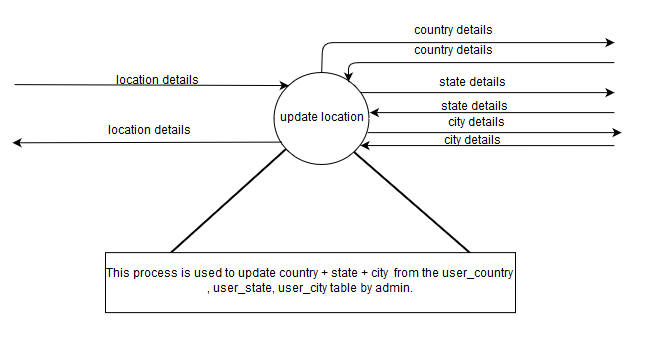 country details
country details
location details
state details
state details
update location
city details
location details
city details
This process is used to update country + state + city from the user_country
, user_state, user_city table by admin.